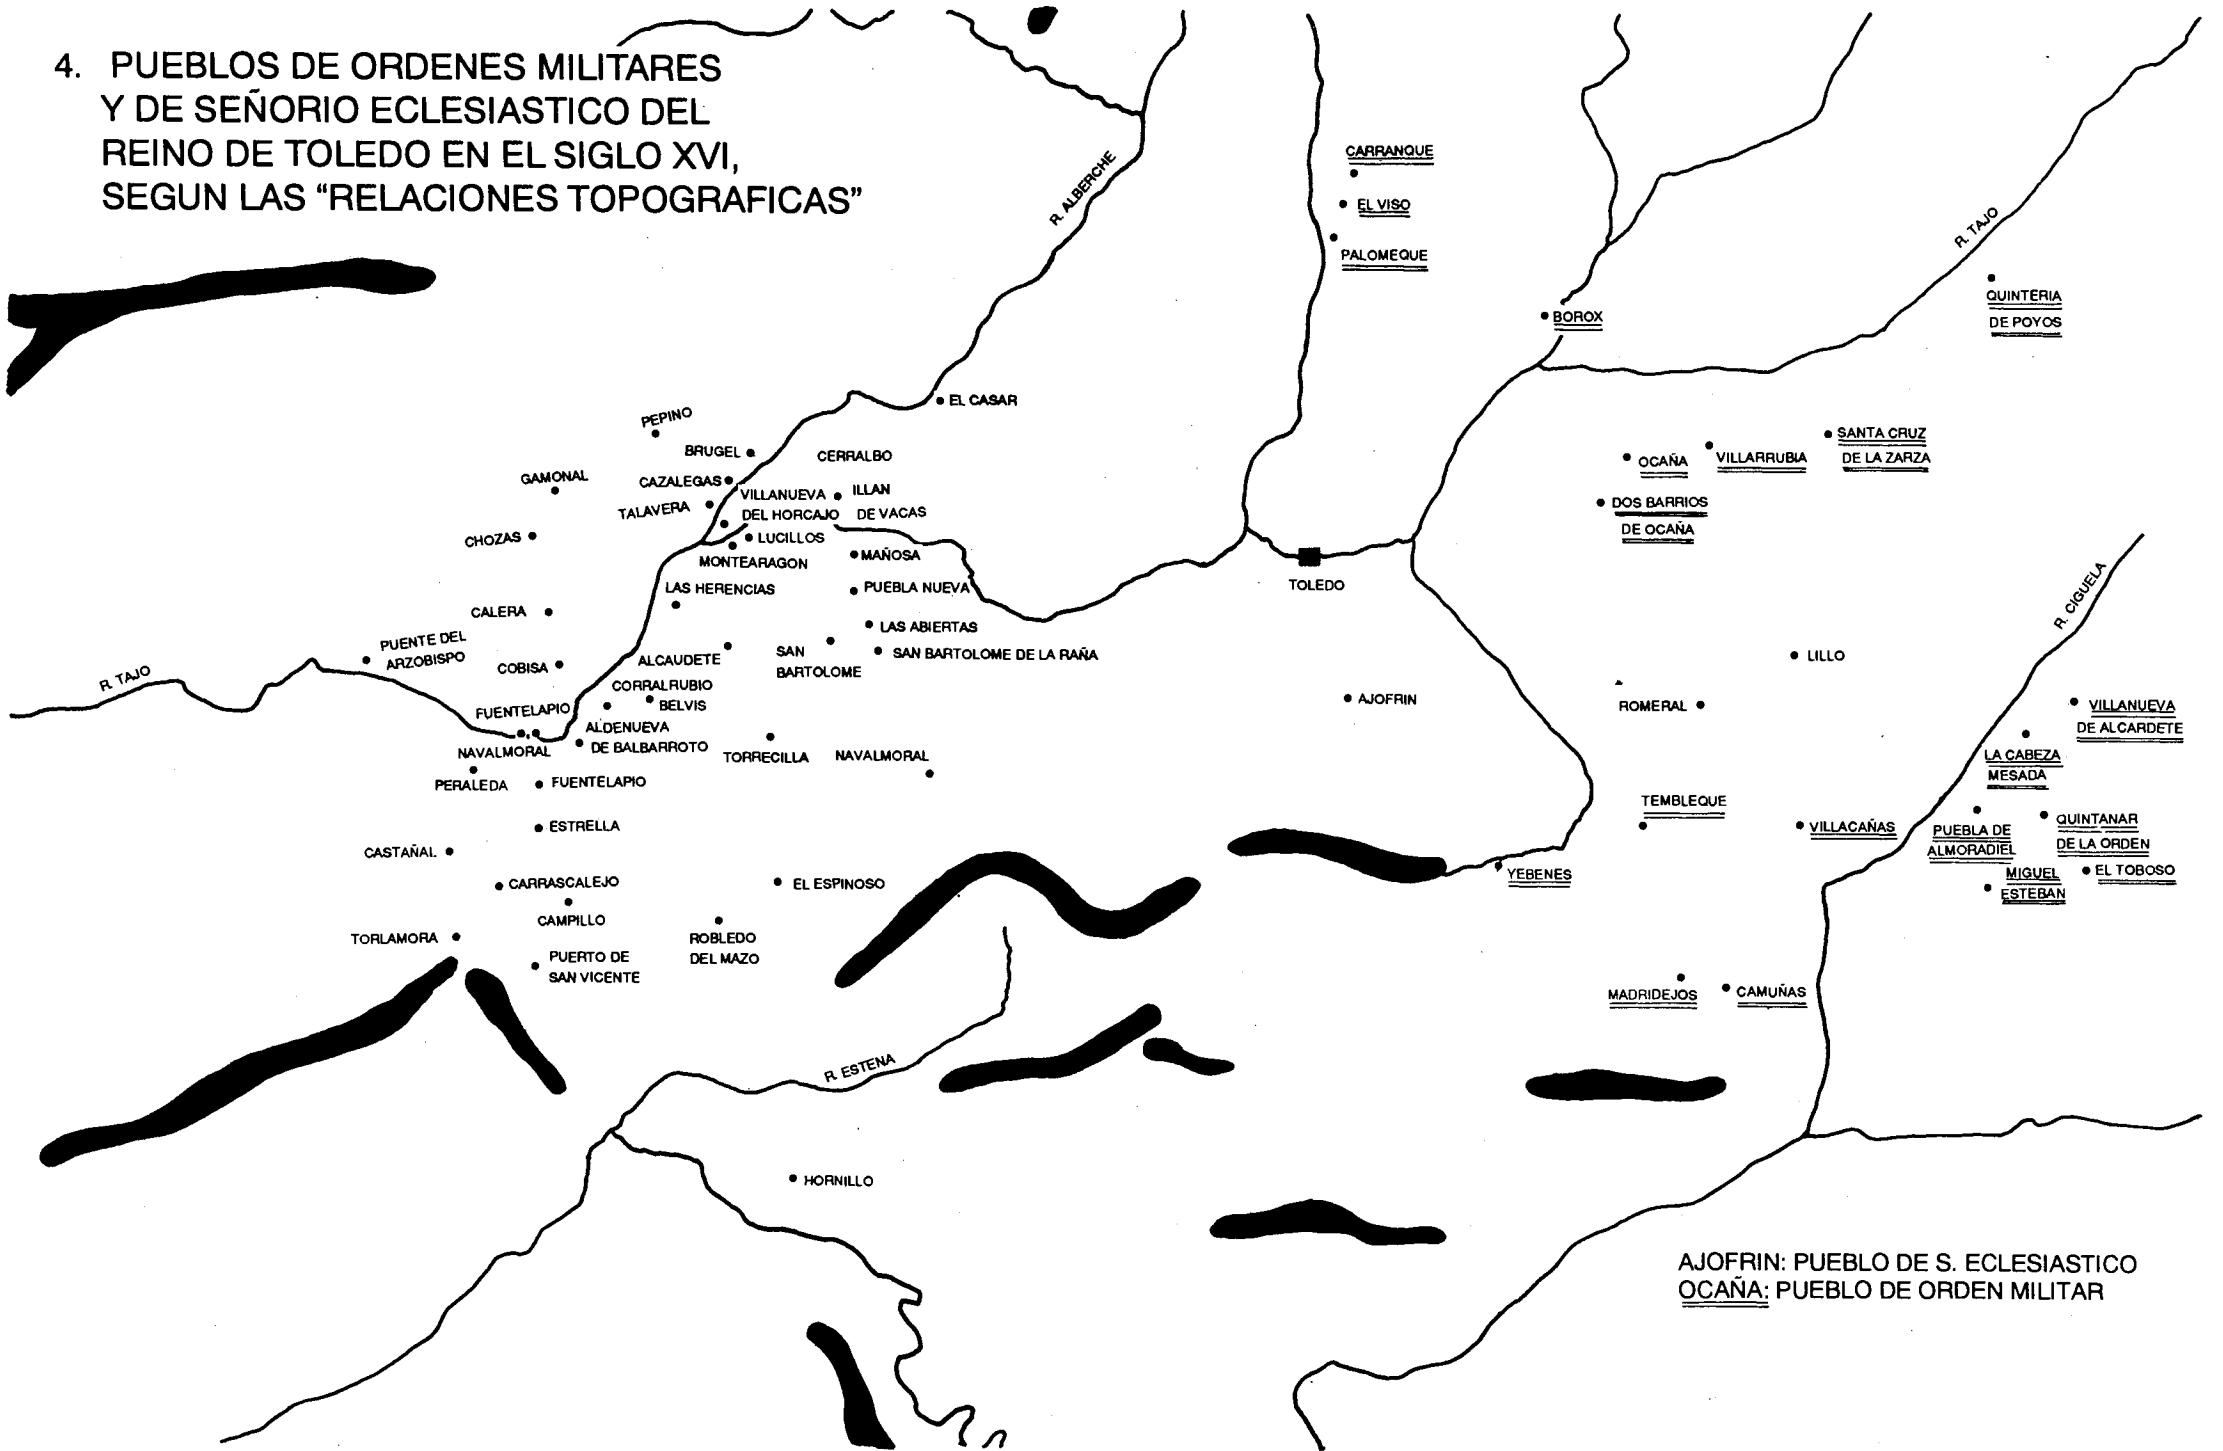 4. PUEBLOS DE ORDENES MILITARES
Y DE SEÑORIO ECLESIASTICO DEL
REINO DE TOLEDO EN EL SIGLO XVI,
SEGUN LAS “RELACIONES TOPOGRAFICAS”
R. ALBERCHE
CARRANQUE
EL VISO
PALOMEQUE
R. TAJO
QUINTERIA
DE POYOS
BOROX
EL CASAR
PEPINO
BRUGEL
CERRALBO
GAMONAL
CAZALEGAS
TALAVERA
VILLANUEVA
DEL HORCAJO
ILLAN
DE VACAS
OCAÑA
VILLARRUBIA
SANTA CRUZ
DE LA ZARZA
DOS BARRIOS
DE OCAÑA
CHOZAS
LUCILLOS
MONTEARAGON
MAÑOSA
LAS HERENCIAS
PUEBLA NUEVA
TOLEDO
R. CIGUELA
CALERA
LAS ABIERTAS
PUENTE DEL
ARZOBISPO
COBISA
ALCAUDETE
SAN
BARTOLOME
SAN BARTOLOME DE LA RAÑA
LILLO
R. TAJO
CORRALRUBIO
BELVIS
AJOFRIN
ROMERAL
VILLANUEVA
DE ALCARDETE
FUENTELAPIO
ALDENUEVA
DE BALBARROTO
NAVALMORAL
TORRECILLA
NAVALMORAL
LA CABEZA
MESADA
PERALEDA
FUENTELAPIO
TEMBLEQUE
VILLACAÑAS
PUEBLA DE
ALMORADIEL
QUINTANAR
DE LA ORDEN
ESTRELLA
CASTAÑAL
YEBENES
MIGUEL
ESTEBAN
EL TOBOSO
CARRASCALEJO
EL ESPINOSO
CAMPILLO
TORLAMORA
ROBLEDO
DEL MAZO
PUERTO DE
SAN VICENTE
MADRIDEJOS
CAMUÑAS
R. ESTENA
HORNILLO
AJOFRIN: PUEBLO DE S. ECLESIASTICO
OCAÑA: PUEBLO DE ORDEN MILITAR